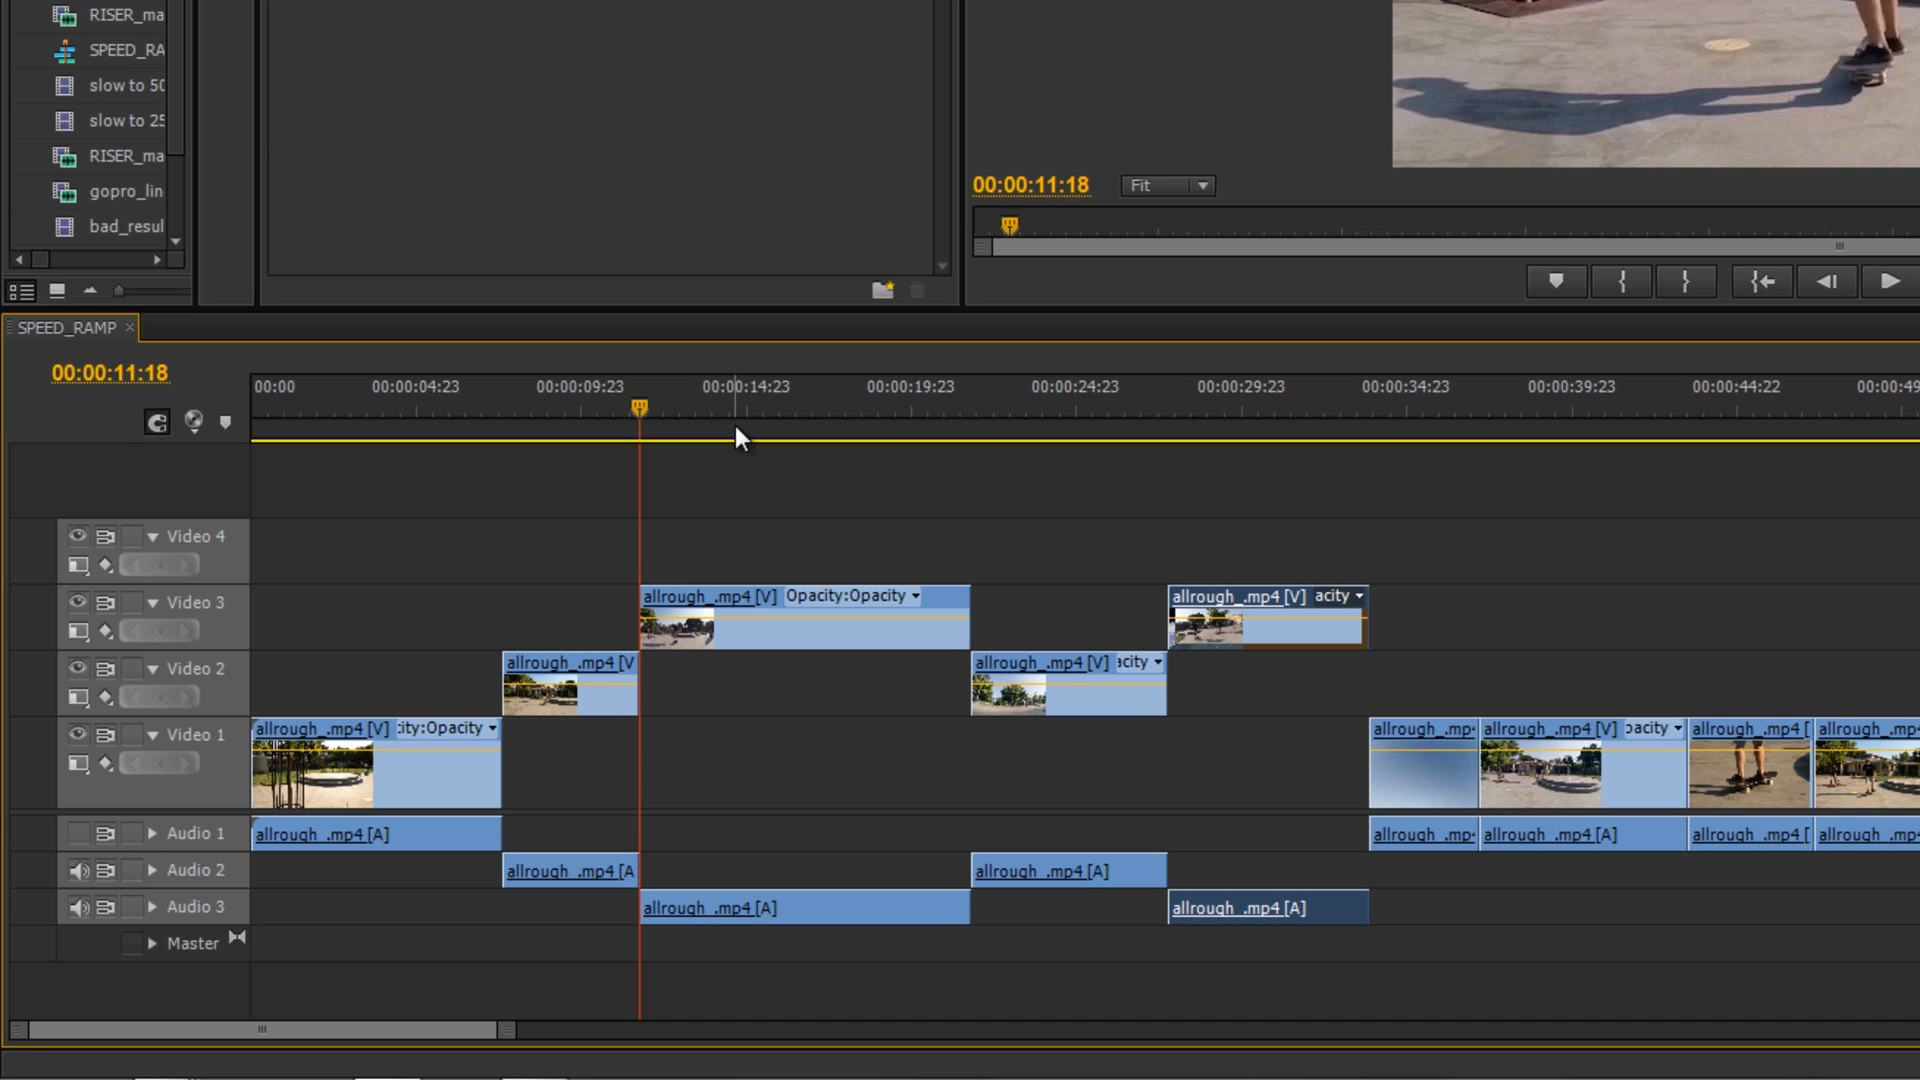 RISER_ma
SPEED_RA
slow to 50
slow to 25
RISER_ma
gopro_lin
bad_resul
00:00:11:18
Fit
SPEED_RAMP ×
00:00:11:18
00:00 00:00:04:23 00:00:09:23 00:00:14:23 00:00:19:23 00:00:24:23 00:00:29:23 00:00:34:23 00:00:39:23 00:00:44:22 00:00:49
Video 4
Video 3
allrough_.mp4 [V] Opacity:Opacity
allrough_.mp4 [V] acity
Video 2
allrough_.mp4 [V
allrough_.mp4 [V] acity
Video 1
allrough_.mp4 [V] :ity:Opacity
allrough_.mp
allrough_.mp4 [V] pacity
allrough_.mp4 [
allrough_.mp
Audio 1
allrough_.mp4 [A]
allrough_.mp
allrough_.mp4 [A]
allrough_.mp4 [
allrough_.mp
Audio 2
allrough_.mp4 [A
allrough_.mp4 [A]
Audio 3
allrough_.mp4 [A]
allrough_.mp4 [A]
Master